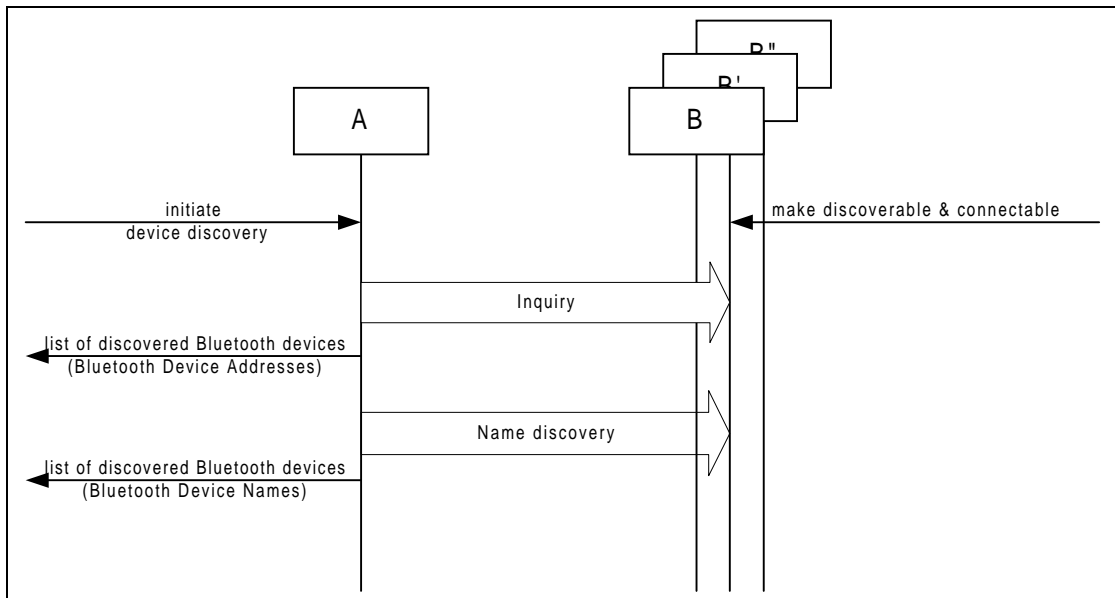 B"
B'
A
B
initiate
device discovery
make discoverable & connectable
Inquiry
list of discovered Bluetooth devices
(Bluetooth Device Addresses)
Name discovery
list of discovered Bluetooth devices
(Bluetooth Device Names)